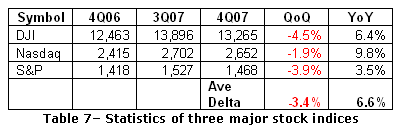 Symbol 4Q06 3Q07 4Q07 QoQ YoY
DJI 12,463 13,896 13,265 -4.5% 6.4%
Nasdaq 2,415 2,702 2,652 -1.9% 9.8%
S&P 1,418 1,527 1,468 -3.9% 3.5%
Ave
Delta -3.4% 6.6%
Table 7– Statistics of three major stock indices